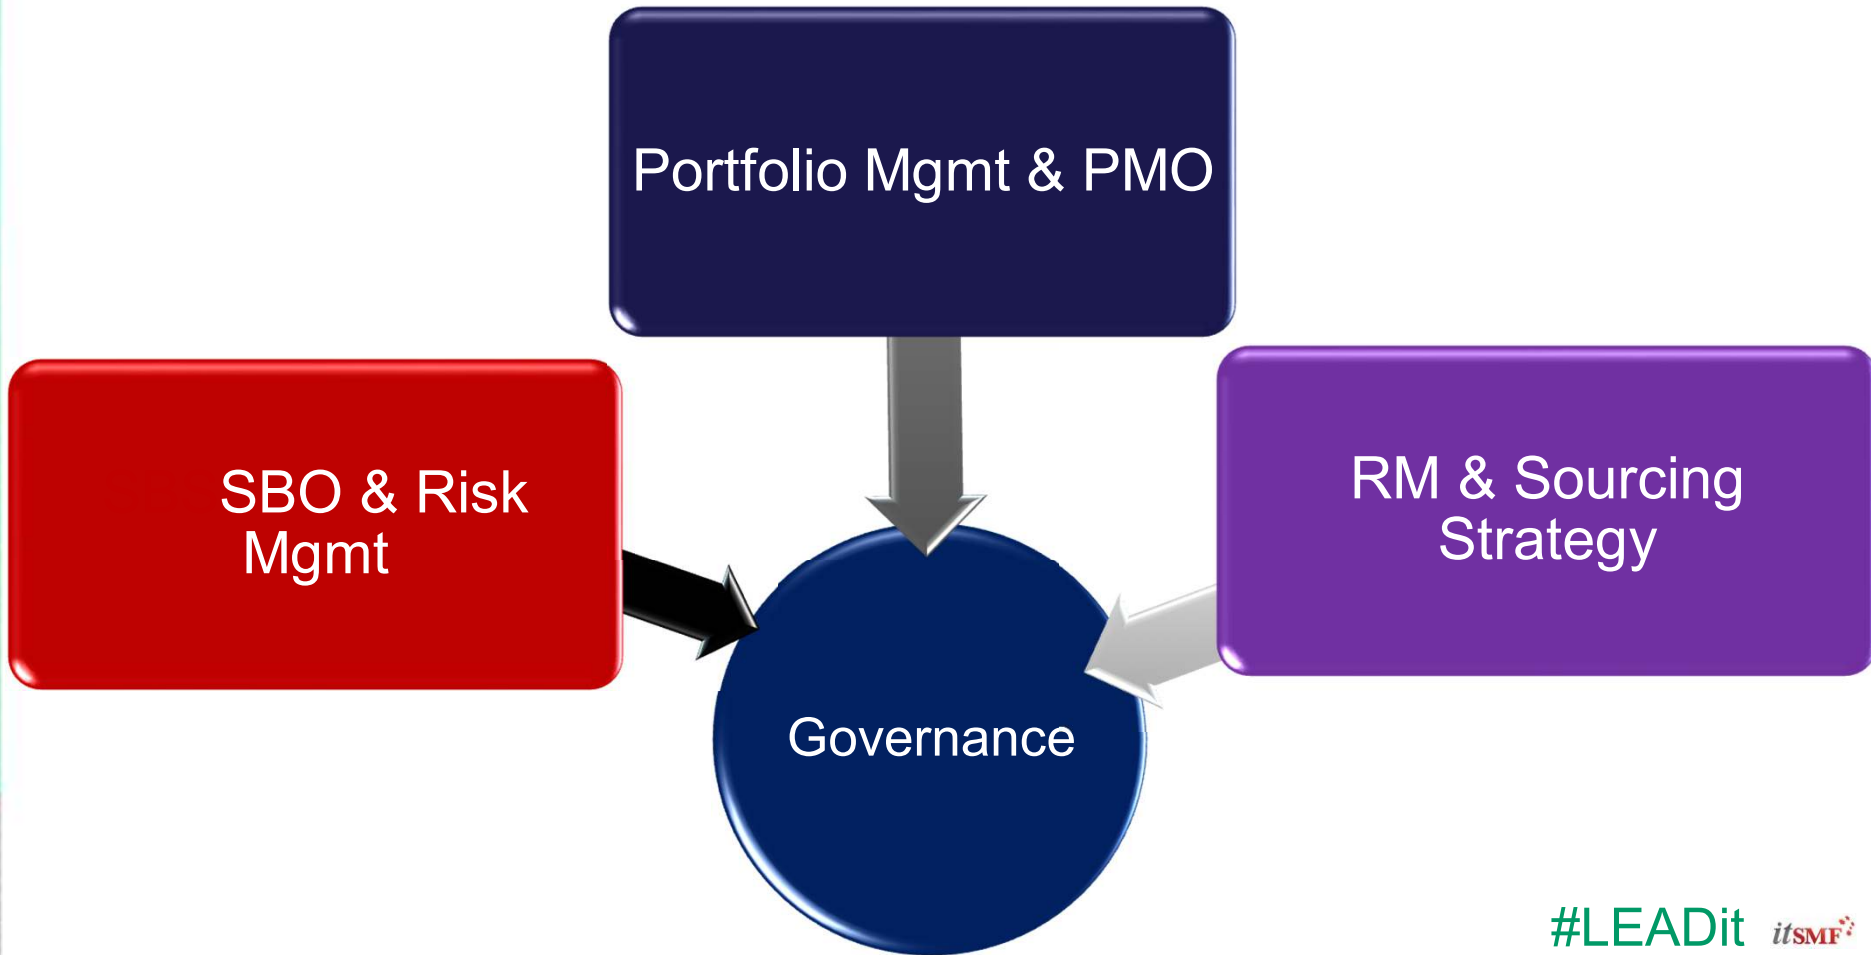 Portfolio Mgmt & PMO
SBO & Risk
Mgmt
RM & Sourcing
Strategy
Governance
#LEADit
itSMF